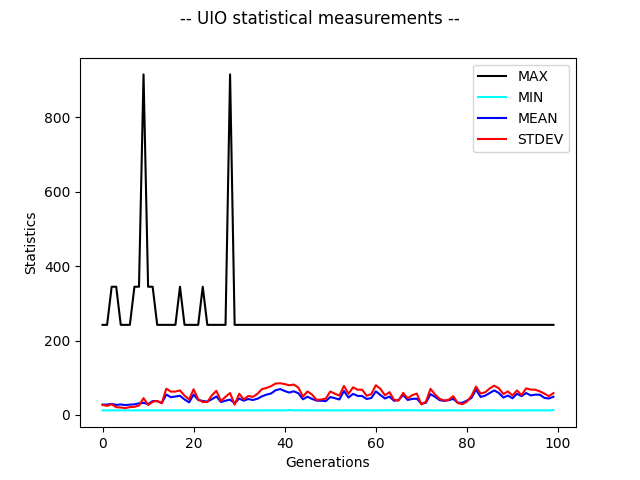 -- UIO statistical measurements --
MAX
MIN
MEAN
STDEV
Statistics
800
600
400
200
0
0 20 40 60 80 100
Generations